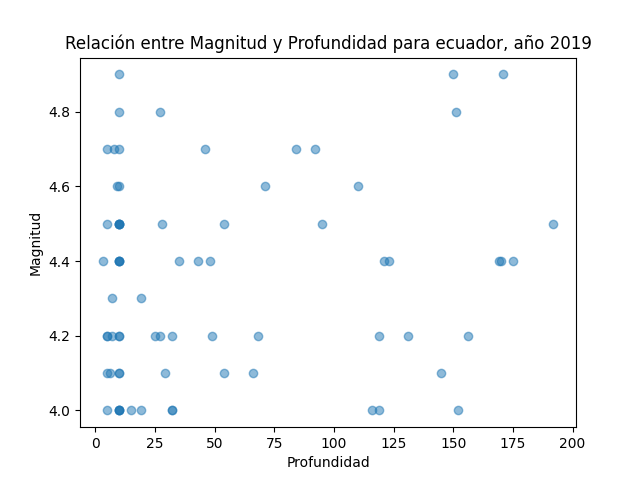 Relación entre Magnitud y Profundidad para ecuador, año 2019
4.8
4.6
4.4
4.2
4.0
Magnitud
0 25 50 75 100 125 150 175 200
Profundidad